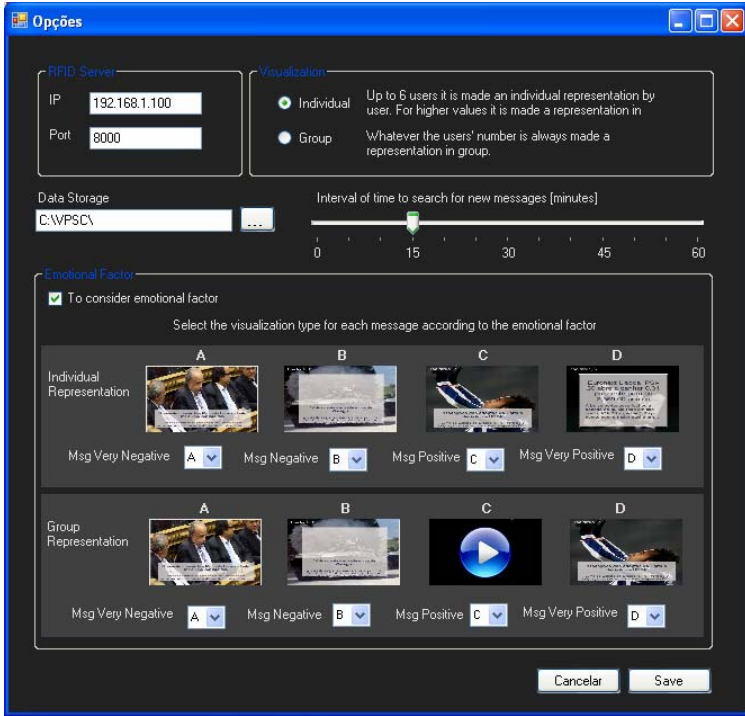 Opções
RFID Server
IP 192.168.1.100
Port 8000
Visualization
Individual
Up to 6 users it is made an individual representation by
user. For higher values it is made a representation in
Group
Whatever the users' number is always made a
representation in group.
Data Storage
C:\VPSC\ ...
Interval of time to search for new messages [minutes]
0 15 30 45 60
Emotional Factor
To consider emotional factor
Select the visualization type for each message according to the emotional factor
A B C D
Individual
Representation
Msg Very Negative A Msg Negative B Msg Positive C Msg Very Positive D
A B C D
Group
Representation
Msg Very Negative A Msg Negative B Msg Positive C Msg Very Positive D
Cancelar Save